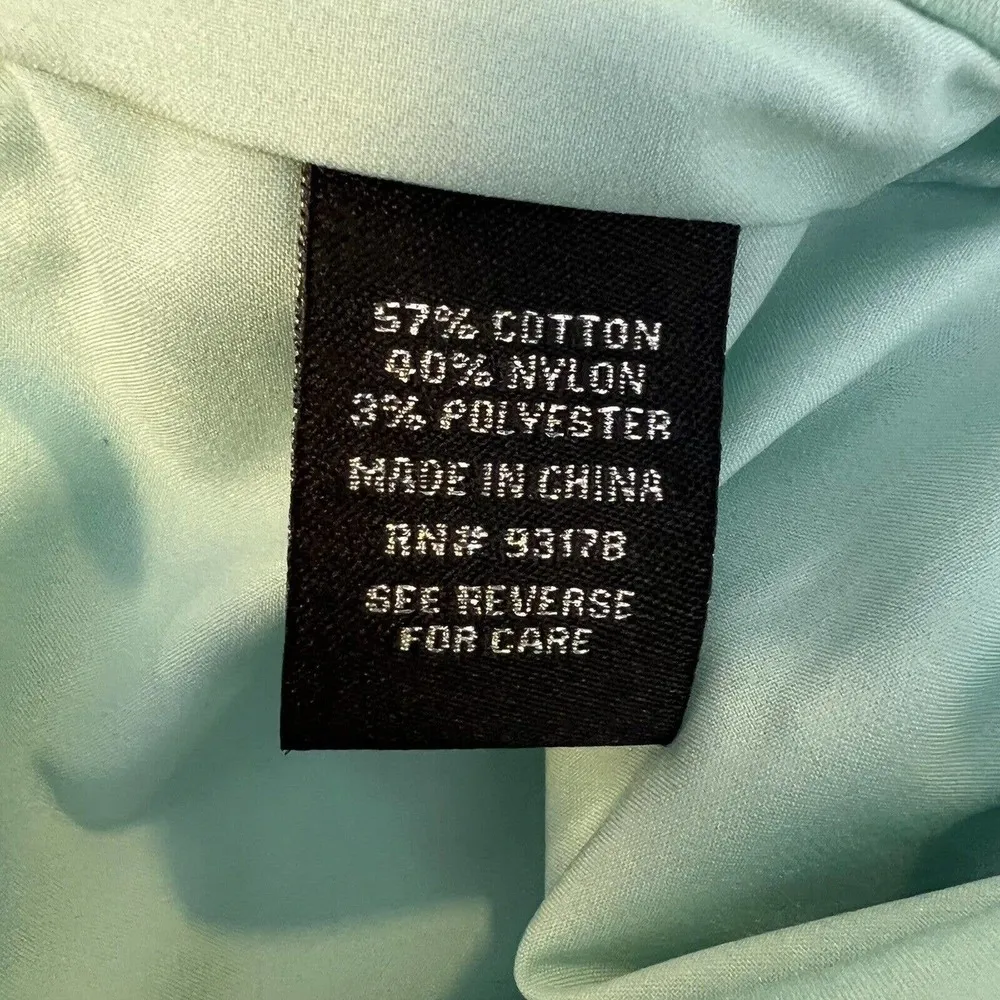 57% COTTON
40% NYLON
3% POLYESTER
MADE IN CHINA
RN# 93178
SEE REVERSE
FOR CARE